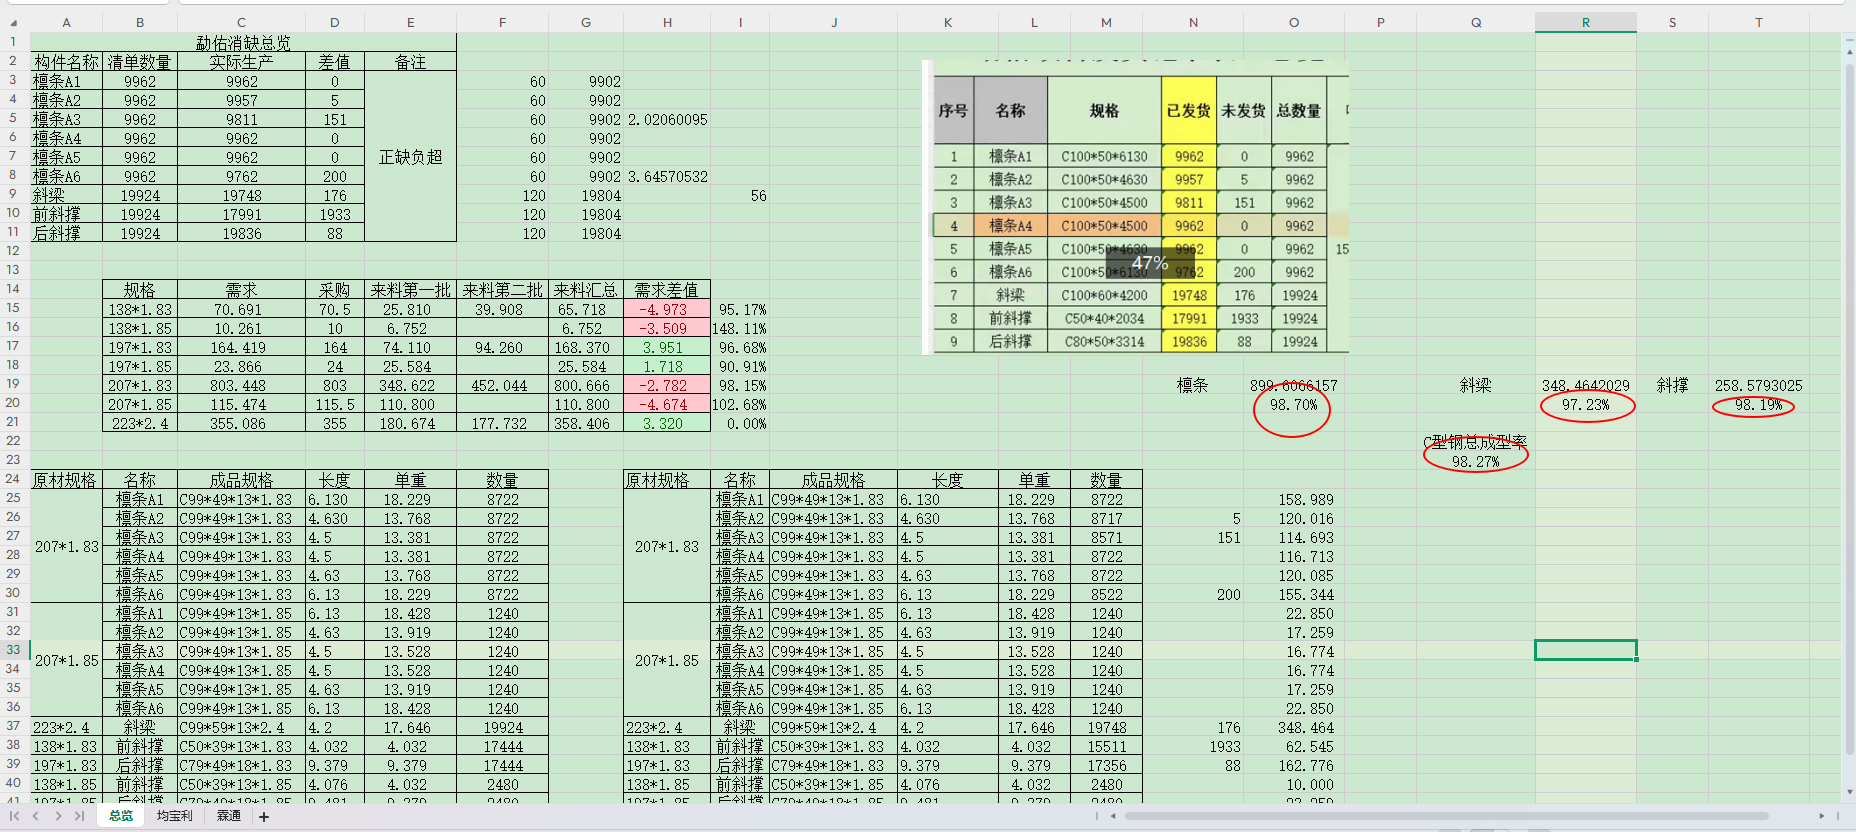 A B C D E F G H I J K L M N O P Q R S T
1 勐佑消缺总览
2 构件名称 清单数量 实际生产 差值 备注
3 檩条A1 9962 9962 0 60 9902
4 檩条A2 9962 9957 5 60 9902
5 檩条A3 9962 9811 151 60 9902 2.02060095
6 檩条A4 9962 9962 0 60 9902
7 檩条A5 9962 9962 0 正缺负超 60 9902
8 檩条A6 9962 9762 200 60 9902 3.64570532
9 斜梁 19924 19748 176 120 19804 56
10 前斜撑 19924 17991 1933 120 19804
11 后斜撑 19924 19836 88 120 19804
12
13
序号 名称 规格 已发货 未发货 总数量
1 檩条A1 C100*50*6130 9962 0 9962
2 檩条A2 C100*50*4630 9957 5 9962
3 檩条A3 C100*50*4500 9811 151 9962
4 檩条A4 C100*50*4500 9962 0 9962
5 檩条A5 C100*50*4630 9962 0 9962 15
47%
6 檩条A6 C100*50*6130 9762 200 9962
7 斜梁 C100*60*4200 19748 176 19924
8 前斜撑 C50*40*2034 17991 1933 19924
9 后斜撑 C80*50*3314 19836 88 19924
14 规格 需求 采购 来料第一批 来料第二批 来料汇总 需求差值
15 138*1.83 70.691 70.5 25.810 39.908 65.718 -4.973 95.17%
16 138*1.85 10.261 10 6.752 6.752 -3.509 148.11%
17 197*1.83 164.419 164 74.110 94.260 168.370 3.951 96.68%
18 197*1.85 23.866 24 25.584 25.584 1.718 90.91%
19 207*1.83 803.448 803 348.622 452.044 800.666 -2.782 98.15% 檩条 899.6066157 斜梁 348.4642029 斜撑 258.5793025
20 207*1.85 115.474 115.5 110.800 110.800 -4.674 102.68% 98.70% 97.23% 98.19%
21 223*2.4 355.086 355 180.674 177.732 358.406 3.320 0.00%
22 C型钢总成型率
23 98.27%
24 原材规格 名称 成品规格 长度 单重 数量 原材规格 名称 成品规格 长度 单重 数量
25 檩条A1 C99*49*13*1.83 6.130 18.229 8722 檩条A1 C99*49*13*1.83 6.130 18.229 8722 158.989
26 檩条A2 C99*49*13*1.83 4.630 13.768 8722 檩条A2 C99*49*13*1.83 4.630 13.768 8717 5 120.016
27 207*1.83 檩条A3 C99*49*13*1.83 4.5 13.381 8722 207*1.83 檩条A3 C99*49*13*1.83 4.5 13.381 8571 151 114.693
28 檩条A4 C99*49*13*1.83 4.5 13.381 8722 檩条A4 C99*49*13*1.83 4.5 13.381 8722 116.713
29 檩条A5 C99*49*13*1.83 4.63 13.768 8722 檩条A5 C99*49*13*1.83 4.63 13.768 8722 120.085
30 檩条A6 C99*49*13*1.83 6.13 18.229 8722 檩条A6 C99*49*13*1.83 6.13 18.229 8522 200 155.344
31 檩条A1 C99*49*13*1.85 6.13 18.428 1240 檩条A1 C99*49*13*1.85 6.13 18.428 1240 22.850
32 檩条A2 C99*49*13*1.85 4.63 13.919 1240 檩条A2 C99*49*13*1.85 4.63 13.919 1240 17.259
33 207*1.85 檩条A3 C99*49*13*1.85 4.5 13.528 1240 207*1.85 檩条A3 C99*49*13*1.85 4.5 13.528 1240 16.774
34 檩条A4 C99*49*13*1.85 4.5 13.528 1240 檩条A4 C99*49*13*1.85 4.5 13.528 1240 16.774
35 檩条A5 C99*49*13*1.85 4.63 13.919 1240 檩条A5 C99*49*13*1.85 4.63 13.919 1240 17.259
36 檩条A6 C99*49*13*1.85 6.13 18.428 1240 檩条A6 C99*49*13*1.85 6.13 18.428 1240 22.850
37 223*2.4 斜梁 C99*59*13*2.4 4.2 17.646 19924 223*2.4 斜梁 C99*59*13*2.4 4.2 17.646 19748 176 348.464
38 138*1.83 前斜撑 C50*39*13*1.83 4.032 4.032 17444 138*1.83 前斜撑 C50*39*13*1.83 4.032 4.032 15511 1933 62.545
39 197*1.83 后斜撑 C79*49*18*1.83 9.379 9.379 17444 197*1.83 后斜撑 C79*49*18*1.83 9.379 9.379 17356 88 162.776
40 138*1.85 前斜撑 C50*39*13*1.85 4.076 4.032 2480 138*1.85 前斜撑 C50*39*13*1.85 4.076 4.032 2480 10.000
总览 均宝利 霖通